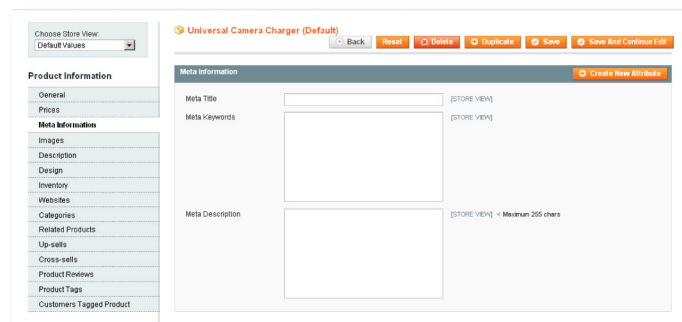 Choose Store View:
Default Values
Product Information
General
Prices
Meta Information
Images
Description
Design
Inventory
Websites
Categories
Related Products
Up-sells
Cross-sells
Product Reviews
Product Tags
Customers Tagged Product
Universal Camera Charger (Default)
Back Reset Delete Duplicate Save Save And Continue Edit
Meta Information Create New Attribute
Meta Title [STORE VIEW]
Meta Keywords [STORE VIEW]
Meta Description [STORE VIEW] < Maximum 255 chars